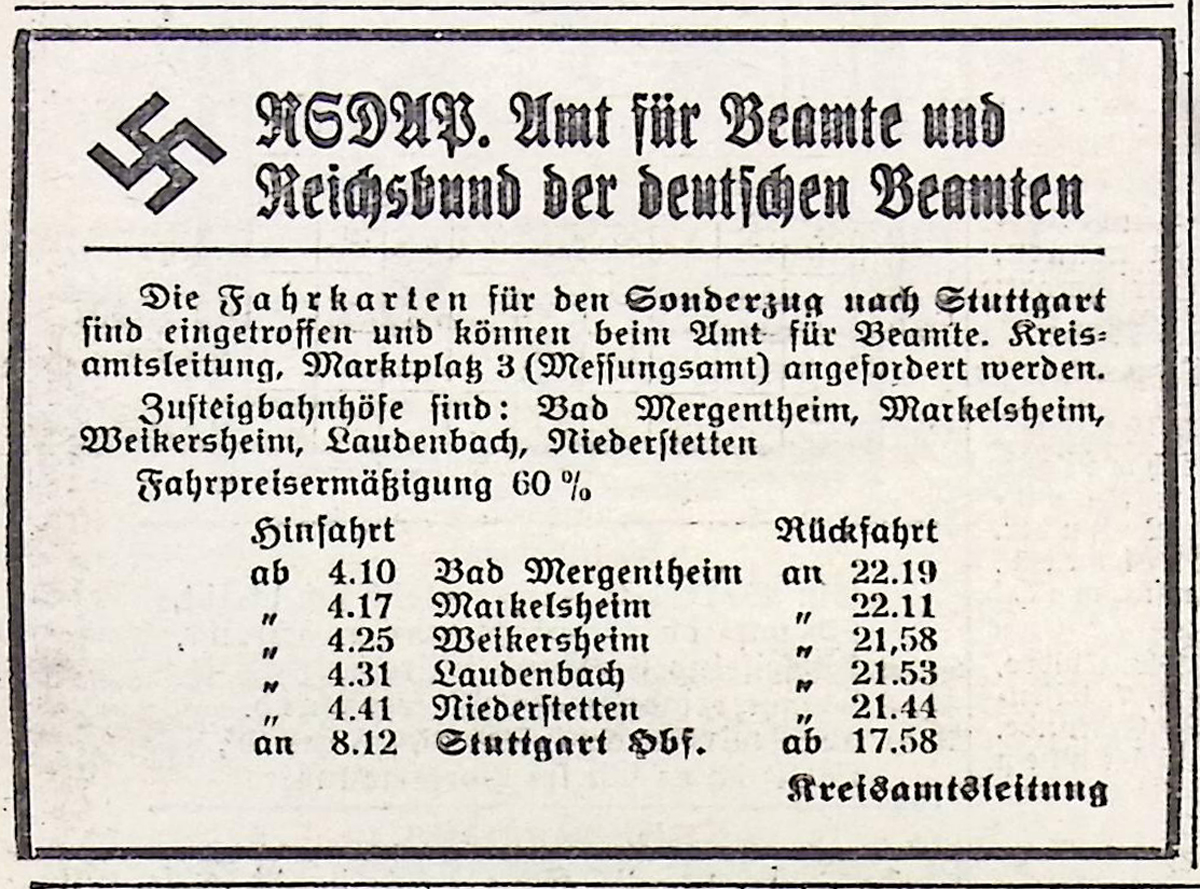 NSDAP. Amt für Beamte und
Reichsbund der deutschen Beamten
Die Fahrkarten für den Sonderzug nach Stuttgart
sind eingetroffen und können beim Amt für Beamte. Kreis=
amtsleitung, Marktplatz 3 (Messungsamt) angefordert werden.
Zusteigbahnhöfe sind: Bad Mergentheim, Markelsheim,
Weikersheim, Laudenbach, Niederstetten
Fahrpreisermäßigung 60 %
Hinfahrt Rückfahrt
ab 4.10 Bad Mergentheim an 22.19
„ 4.17 Markelsheim „ 22.11
„ 4.25 Weikersheim „ 21,58
„ 4.31 Laudenbach „ 21.53
„ 4.41 Niederstetten „ 21.44
an 8.12 Stuttgart Hbf. ab 17.58
Kreisamtsleitung